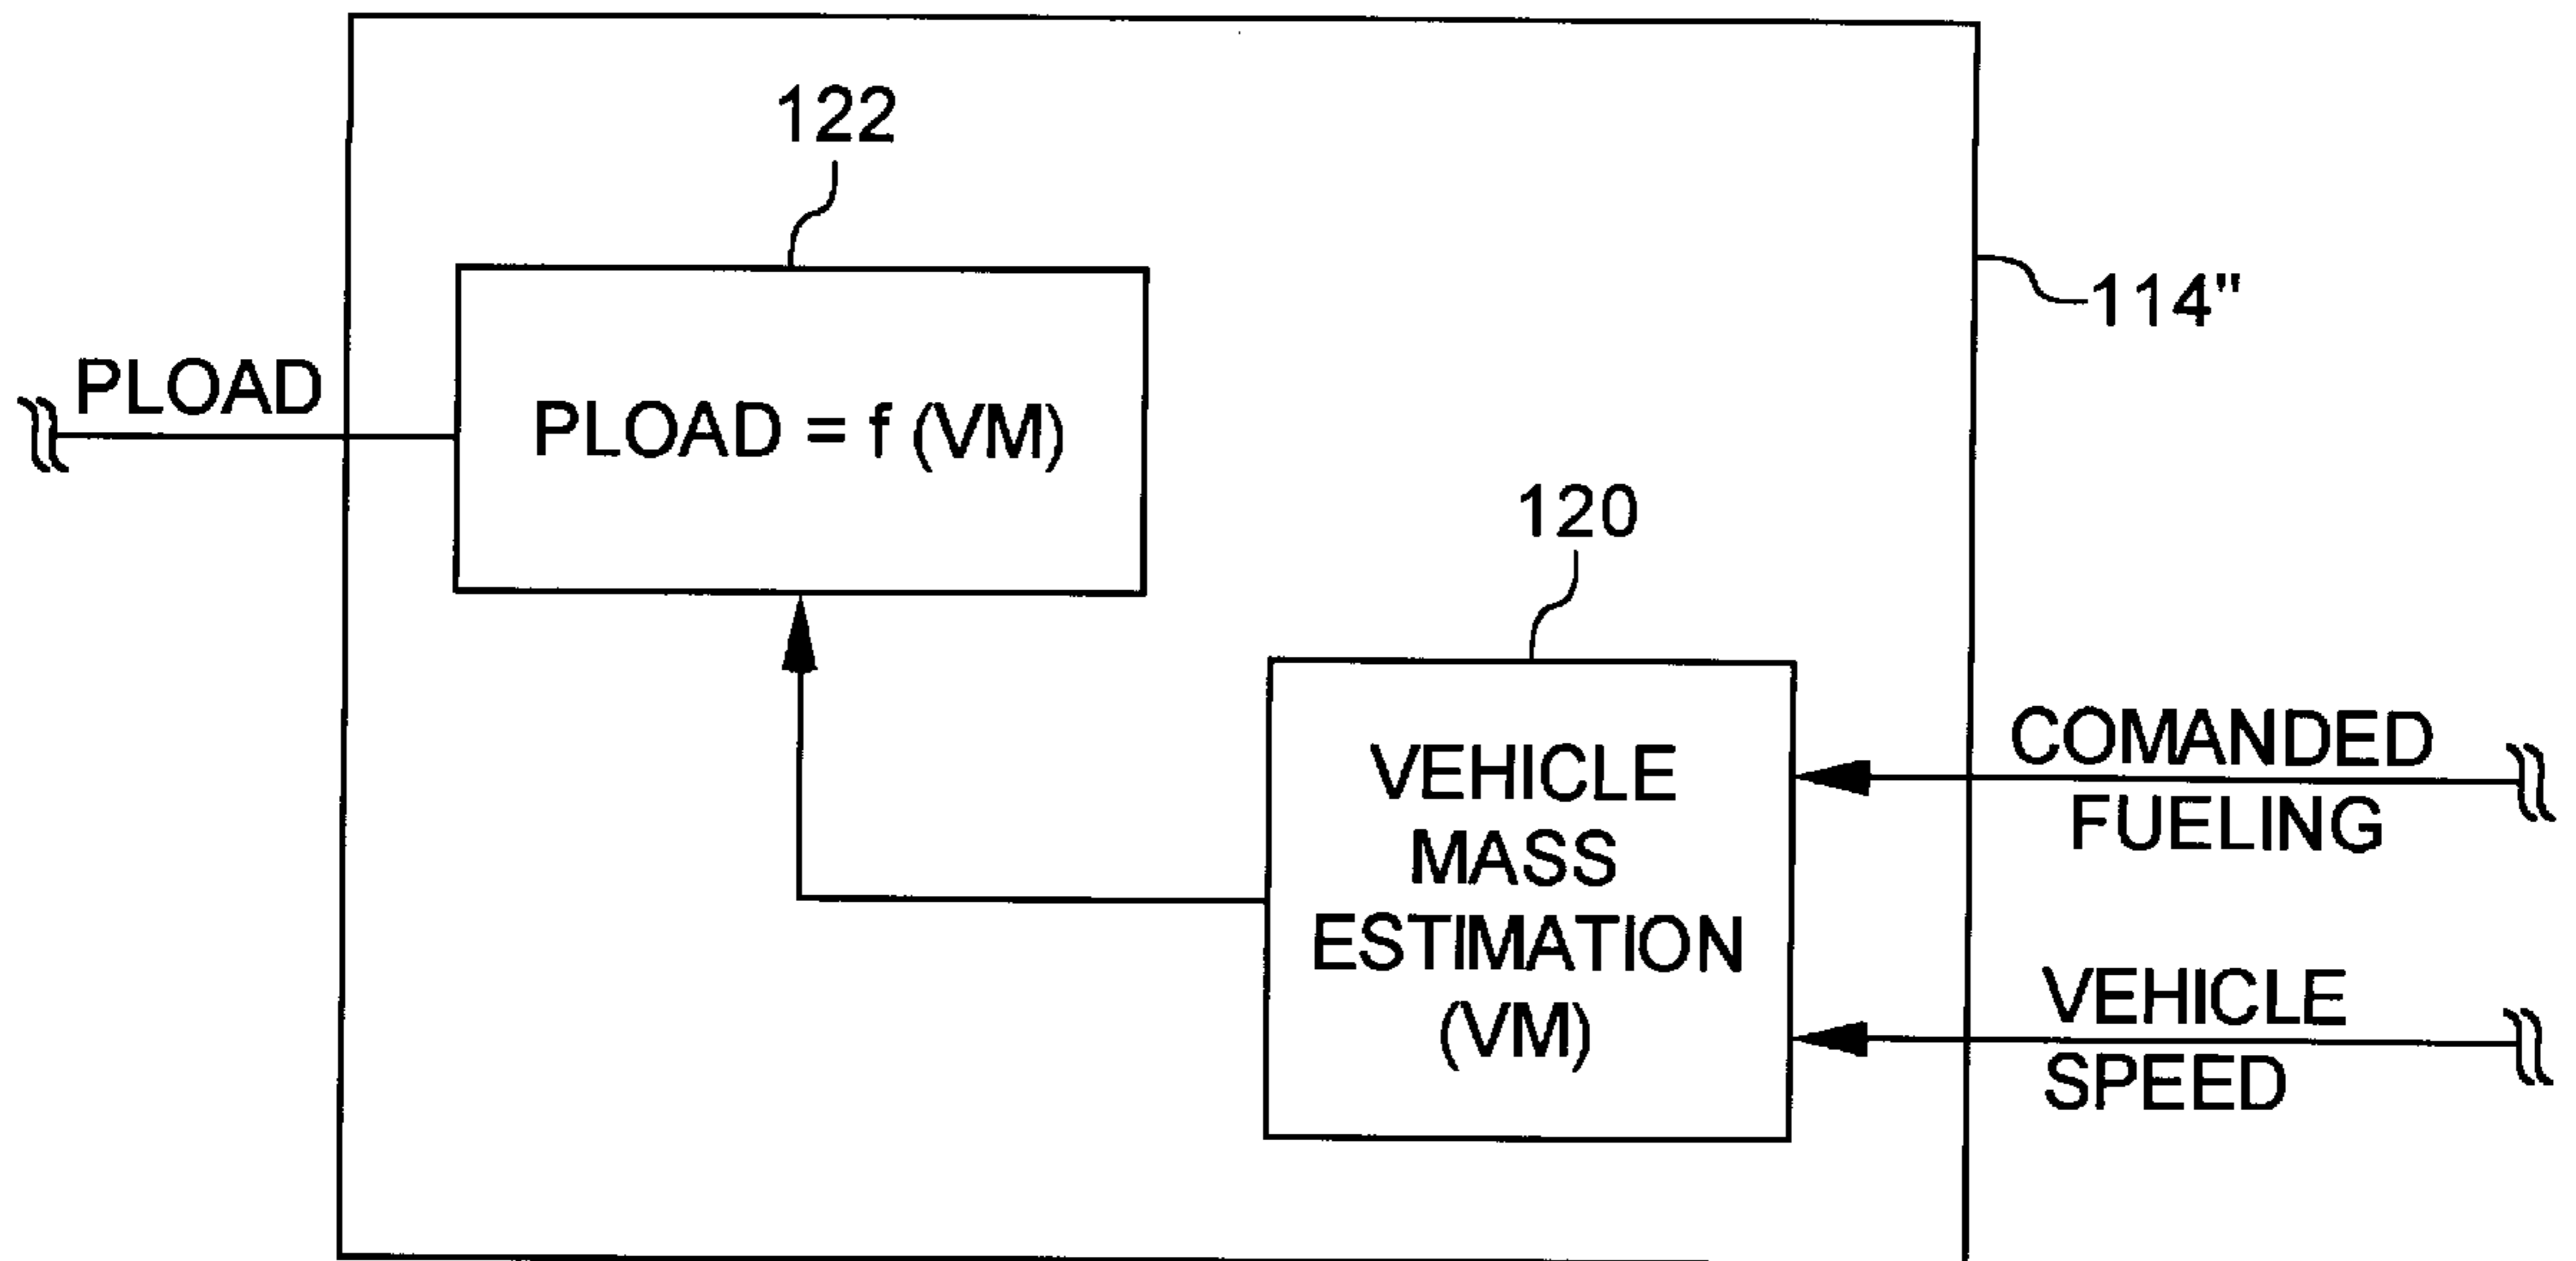 122
114"
PLOAD
PLOAD = f (VM)
120
VEHICLE
MASS
ESTIMATION
(VM)
COMANDED
FUELING
VEHICLE
SPEED